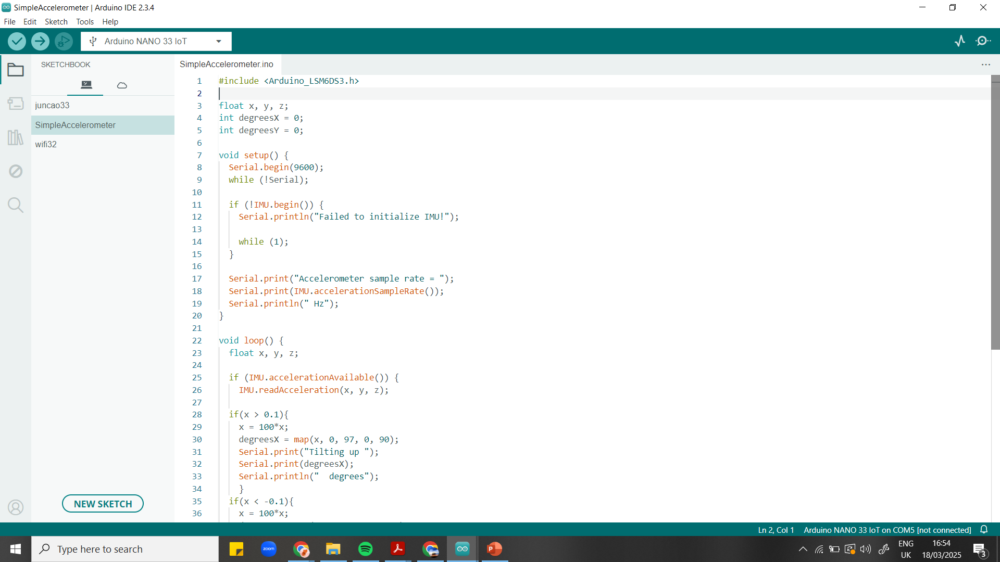 SimpleAccelerometer | Arduino IDE 2.3.4
File Edit Sketch Tools Help
Arduino NANO 33 IoT
SKETCHBOOK
juncao33
SimpleAccelerometer
wifi32
NEW SKETCH
SimpleAccelerometer.ino
1 #include <Arduino_LSM6DS3.h>
2
3 float x, y, z;
4 int degreesX = 0;
5 int degreesY = 0;
6
7 void setup() {
8 Serial.begin(9600);
9 while (!Serial);
10
11 if (!IMU.begin()) {
12 Serial.println("Failed to initialize IMU!");
13
14 while (1);
15 }
16
17 Serial.print("Accelerometer sample rate = ");
18 Serial.print(IMU.accelerationSampleRate());
19 Serial.println(" Hz");
20 }
21
22 void loop() {
23 float x, y, z;
24
25 if (IMU.accelerationAvailable()) {
26 IMU.readAcceleration(x, y, z);
27
28 if(x > 0.1){
29 x = 100*x;
30 degreesX = map(x, 0, 97, 0, 90);
31 Serial.print("Tilting up ");
32 Serial.print(degreesX);
33 Serial.println("  degrees");
34 }
35 if(x < -0.1){
36 x = 100*x;
Ln 2, Col 1 Arduino NANO 33 IoT on COM5 [not connected]
Type here to search
zoom
ENG
UK
16:54
18/03/2025
3